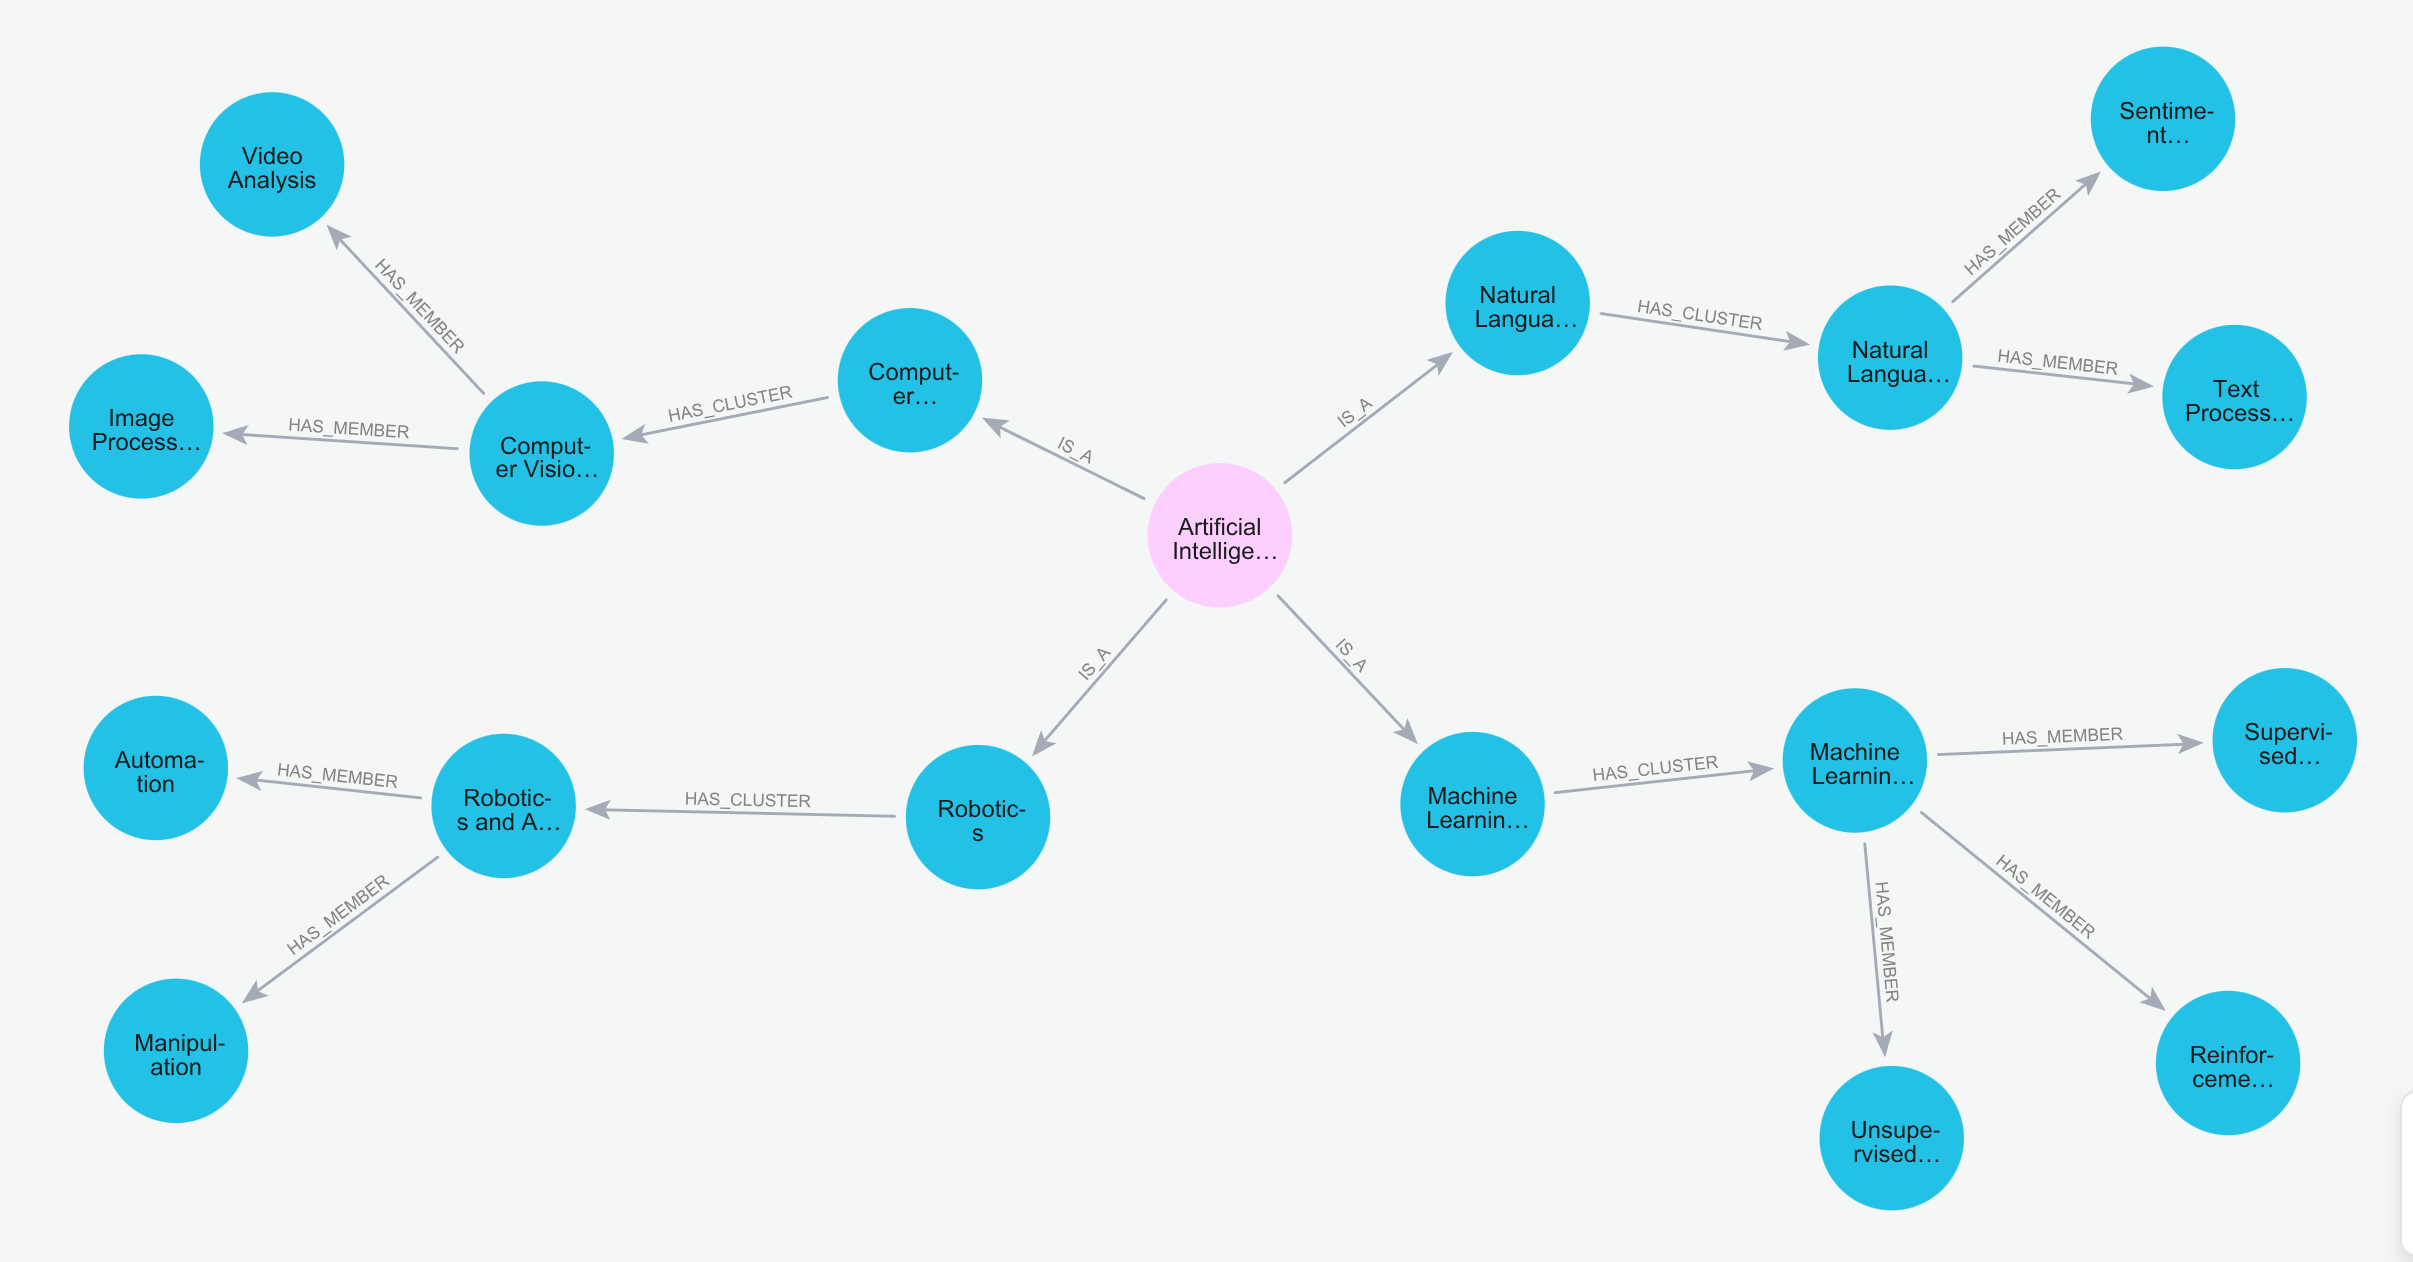 Sentime-
nt…
Video
Analysis
HAS_MEMBER
HAS_MEMBER
Natural
Langua…
HAS_CLUSTER
Natural
Langua…
HAS_MEMBER
Text
Process…
Comput-
er…
HAS_CLUSTER
IS_A
IS_A
Image
Process…
HAS_MEMBER
Comput-
er Visio…
Artificial
Intellige…
IS_A
IS_A
Automa-
tion
HAS_MEMBER
Robotic-
s and A…
HAS_CLUSTER
Robotic-
s
Machine
Learnin…
HAS_CLUSTER
Machine
Learnin…
HAS_MEMBER
Supervi-
sed…
HAS_MEMBER
HAS_MEMBER
HAS_MEMBER
Manipul-
ation
Reinfor-
ceme…
Unsupe-
rvised…